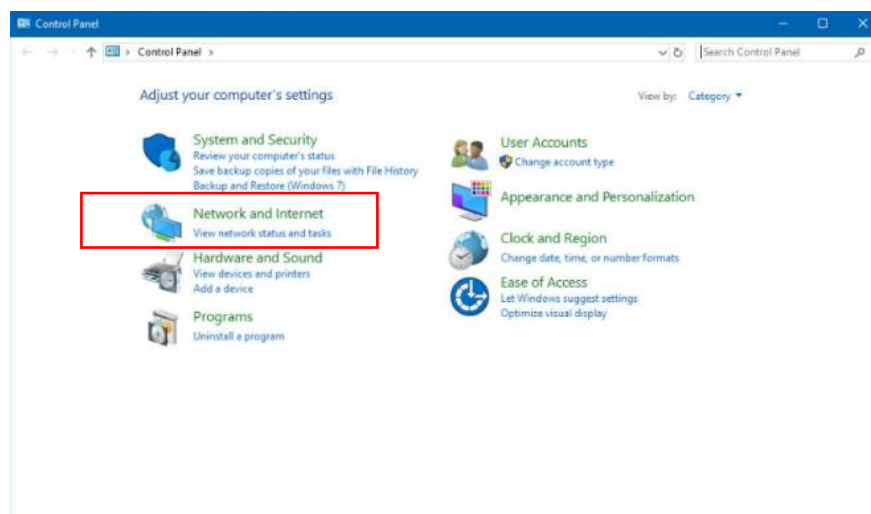 Control Panel
Control Panel
Search Control Panel
Adjust your computer's settings
View by: Category
System and Security
Review your computer's status
Save backup copies of your files with File History
Backup and Restore (Windows 7)
Network and Internet
View network status and tasks
Hardware and Sound
View devices and printers
Add a device
Programs
Uninstall a program
User Accounts
Change account type
Appearance and Personalization
Clock and Region
Change date, time, or number formats
Ease of Access
Let Windows suggest settings
Optimize visual display